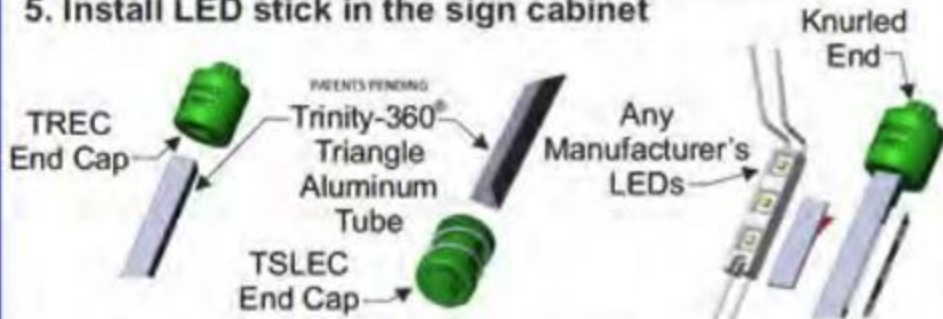 5. Install LED stick in the sign cabinet
Knurled
End
PATENTS PENDING
TREC
End Cap
Trinity-360®
Triangle
Aluminum
Tube
Any
Manufacturer's
LEDs
TSLEC
End Cap